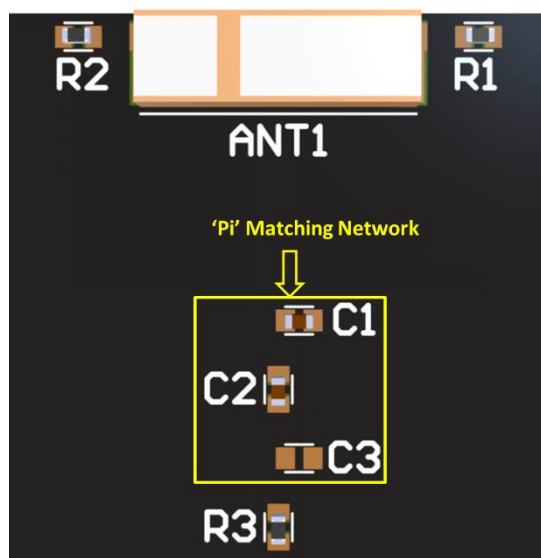 R2
R1
ANT1
‘Pi’ Matching Network
C1
C2
C3
R3